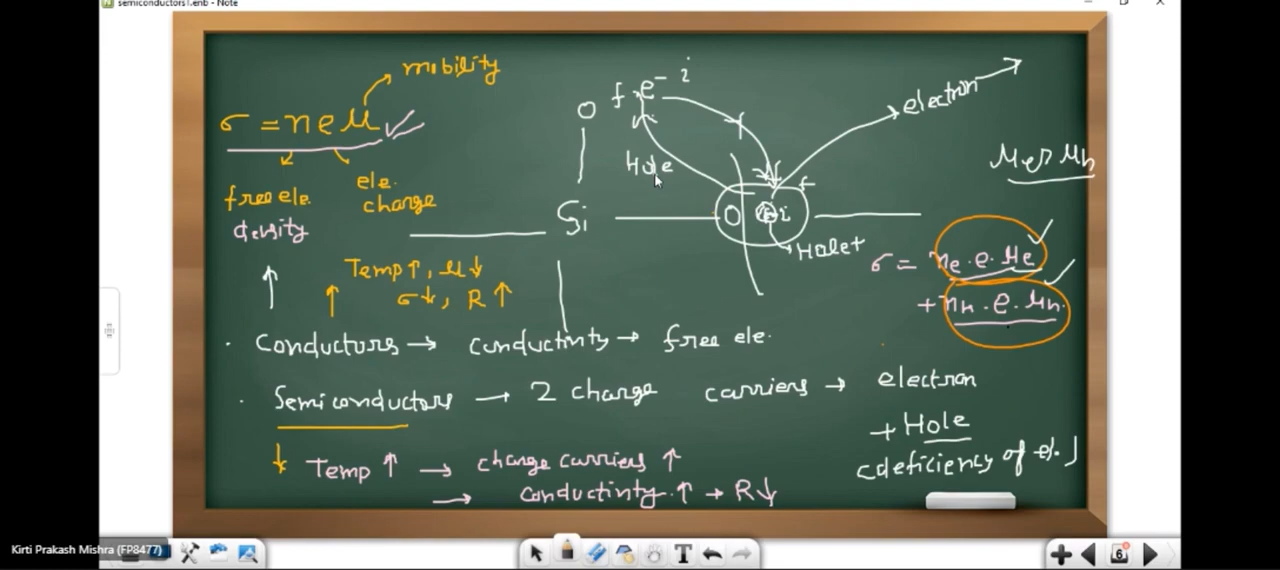 semiconductors1.enb - Note
mobility
σ = n e μ
free ele. density
ele. charge
Temp ↑, μ ↓
σ ↓, R ↑
O
f e⁻ i
Hole
Si
O
i
f
Hole+
electron
μe > μh
σ = ne.e.μe
+ nh.e.μh.
. Conductors → conductivity → free ele.
. Semiconductors → 2 charge carriers → electron
+ Hole
(deficiency of el.)
↓ Temp ↑ → charge carriers ↑
→ conductivity ↑ → R↓
Kirti Prakash Mishra (FP8477)
T
6